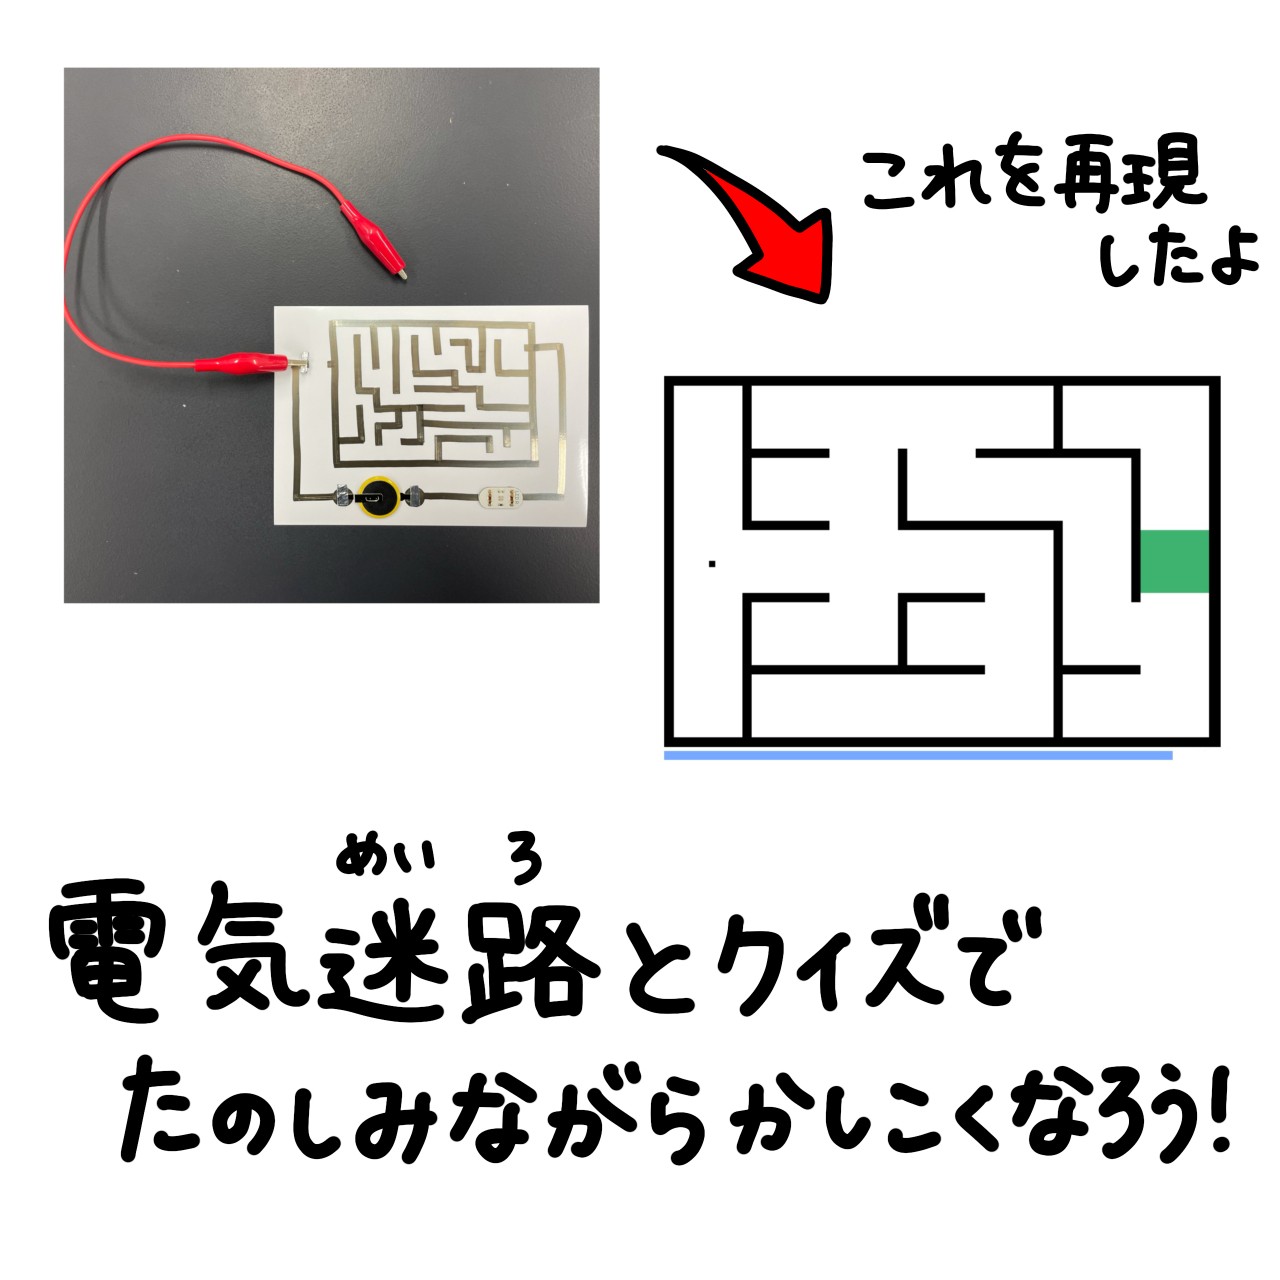 これを再現
したよ
めいろ
電気迷路とクイズで
たのしみながらかしこくなろう!